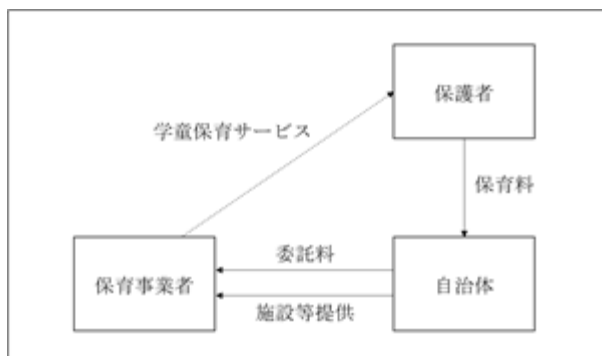 保護者
学童保育サービス
保育料
委託料
保育事業者
自治体
施設等提供